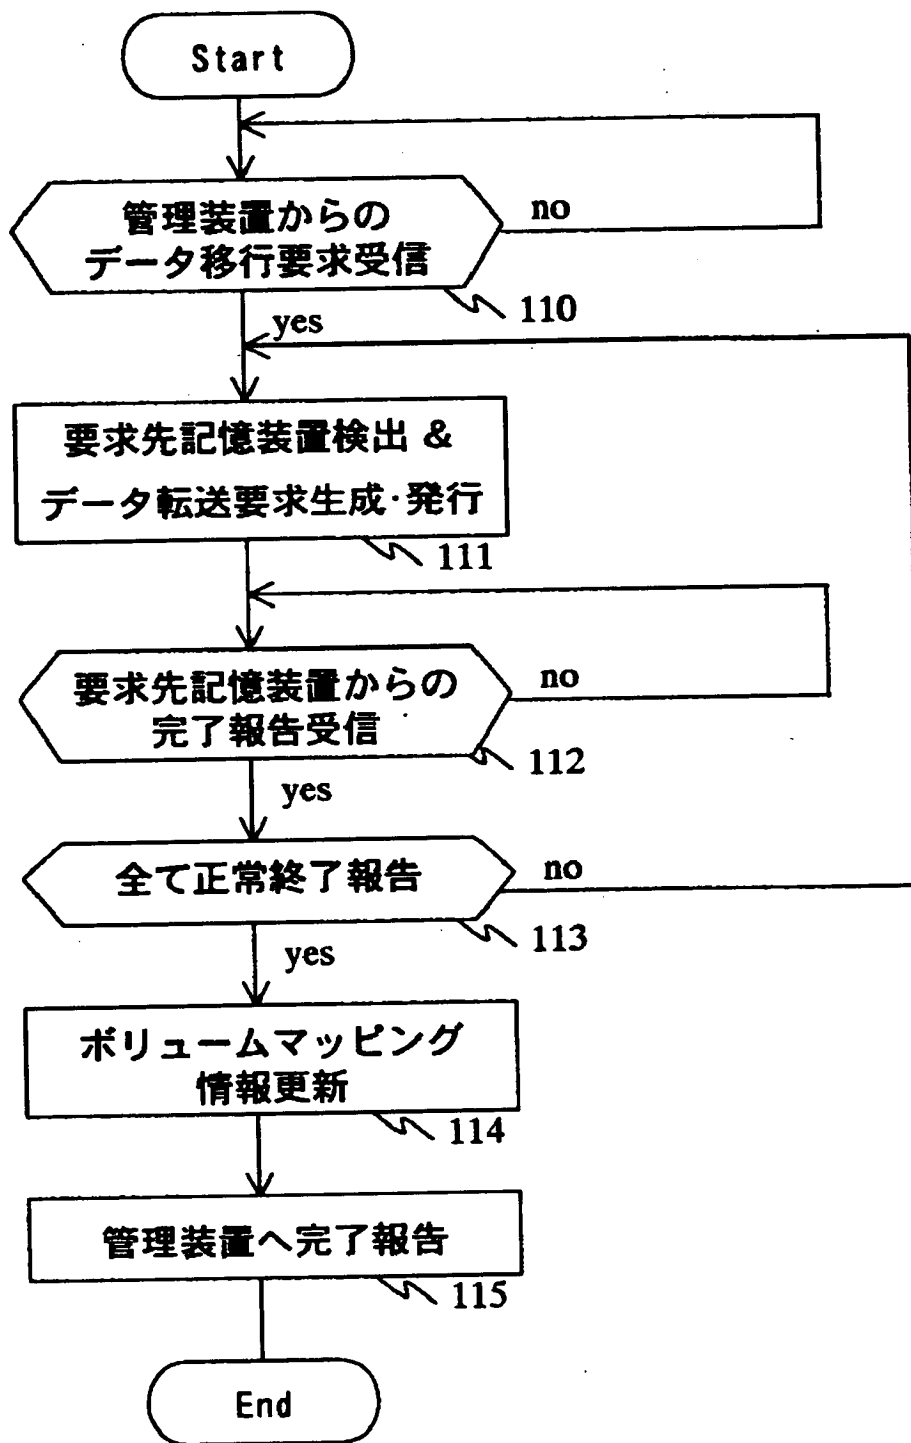 Start
管理装置からの
データ移行要求受信
no
110
yes
要求先記憶装置検出 &
データ転送要求生成·発行
111
要求先記憶装置からの
完了報告受信
no
112
yes
全て正常終了報告
no
113
yes
ボリュームマッピング
情報更新
114
管理装置へ完了報告
115
End